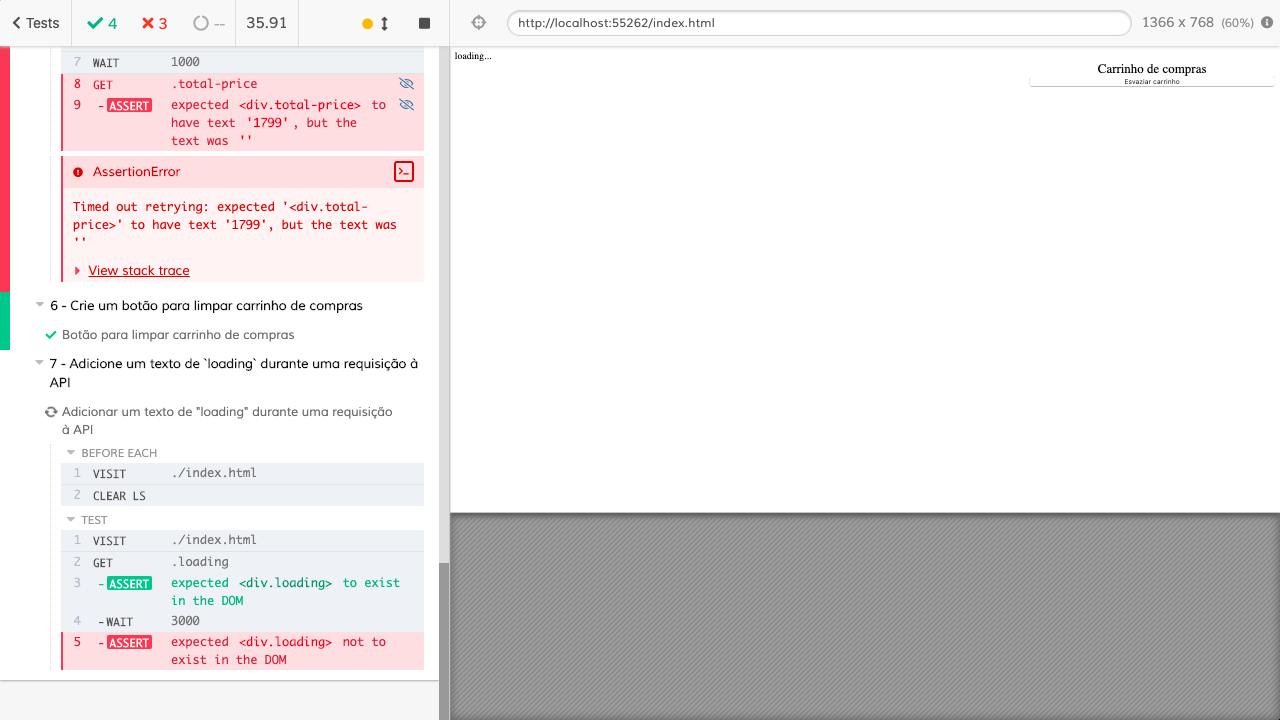 Tests
4
3
--
35.91
http://localhost:55262/index.html
1366 x 768 (60%)
7 WAIT 1000
8 GET .total-price
9 -ASSERT expected <div.total-price> to
have text '1799', but the
text was ''
AssertionError
Timed out retrying: expected '<div.total-
price>' to have text '1799', but the text was
''
View stack trace
6 - Crie um botão para limpar carrinho de compras
Botão para limpar carrinho de compras
7 - Adicione um texto de `loading` durante uma requisição à
API
Adicionar um texto de "loading" durante uma requisição
à API
BEFORE EACH
1 VISIT ./index.html
2 CLEAR LS
TEST
1 VISIT ./index.html
2 GET .loading
3 -ASSERT expected <div.loading> to exist
in the DOM
4 -WAIT 3000
5 -ASSERT expected <div.loading> not to
exist in the DOM
loading...
Carrinho de compras
Esvaziar carrinho